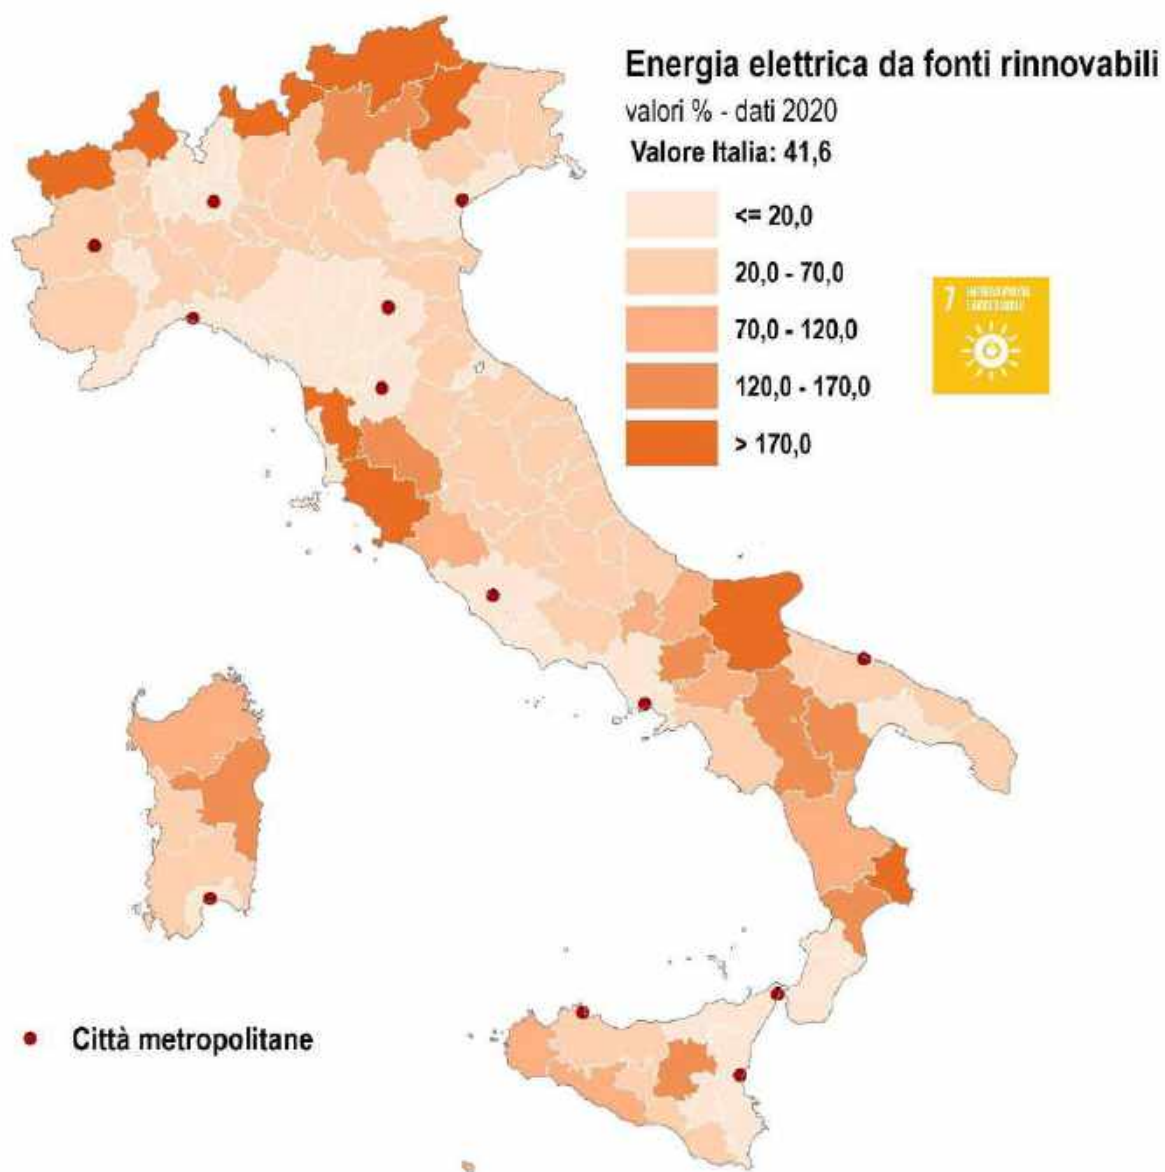 Energia elettrica da fonti rinnovabili
valori % - dati 2020
Valore Italia: 41,6
<= 20,0
20,0 - 70,0
70,0 - 120,0
120,0 - 170,0
> 170,0
7
Città metropolitane